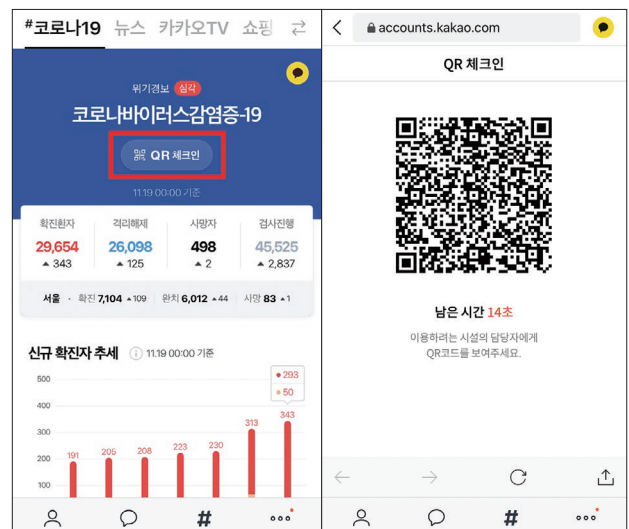 #코로나19 뉴스 카카오TV 쇼핑
위기경보 심각
코로나바이러스감염증-19
QR 체크인
11.19 00:00 기준
확진환자 격리해제 사망자 검사진행
29,654 26,098 498 45,525
▲ 343 ▲ 125 ▲ 2 ▲ 2,837
서울 · 확진 7,104 ▲109 완치 6,012 ▲44 사망 83 ▲1
신규 확진자 추세 ⓘ 11.19 00:00 기준
500
400
300
200
100
293
50
191 205 208 223 230 313 343
#
accounts.kakao.com
QR 체크인
남은 시간 14초
이용하려는 시설의 담당자에게
QR코드를 보여주세요.
#